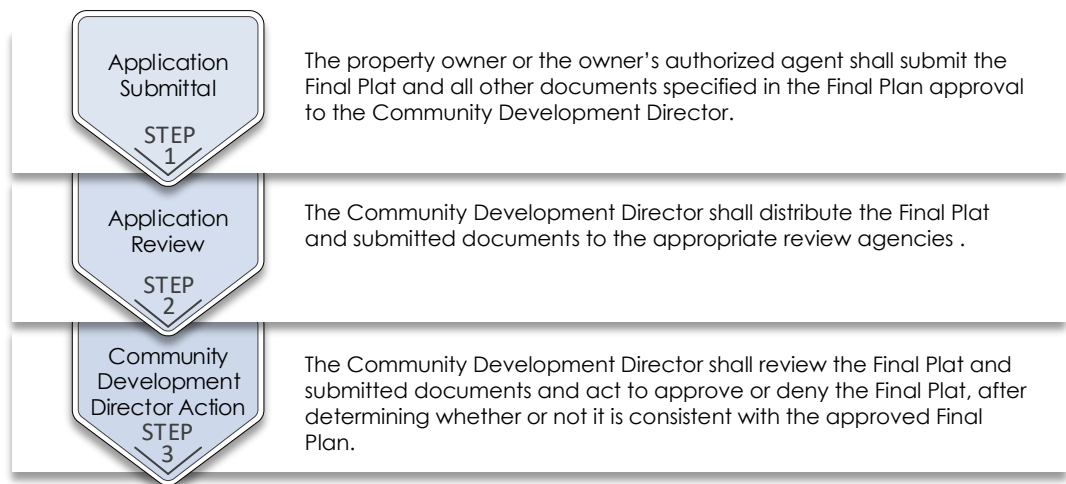 Application
Submittal
STEP
1
The property owner or the owner’s authorized agent shall submit the
Final Plat and all other documents specified in the Final Plan approval
to the Community Development Director.
Application
Review
STEP
2
The Community Development Director shall distribute the Final Plat
and submitted documents to the appropriate review agencies .
Community
Development
Director Action
STEP
3
The Community Development Director shall review the Final Plat and
submitted documents and act to approve or deny the Final Plat, after
determining whether or not it is consistent with the approved Final
Plan.